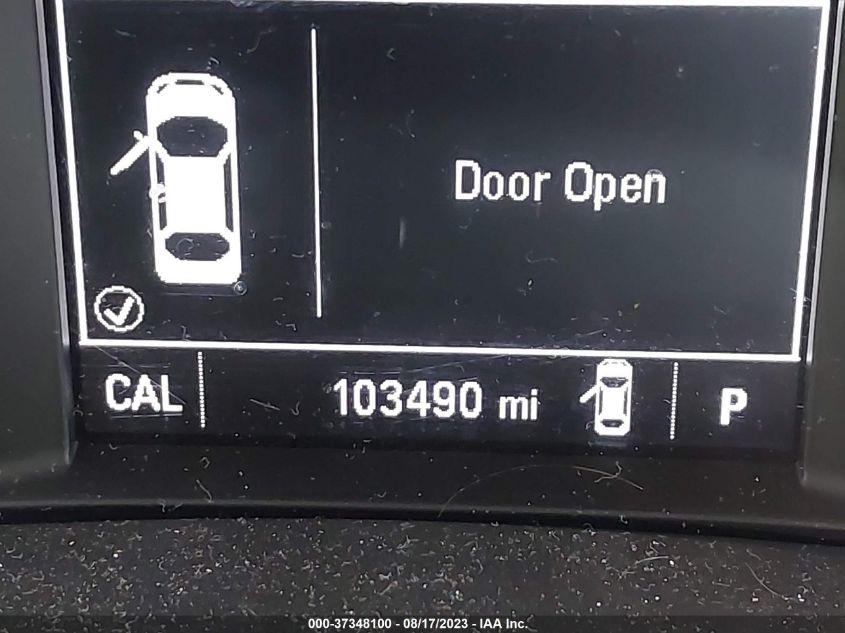 Door Open
CAL 103490 mi P
000-37348100 - 08/17/2023 - IAA Inc.